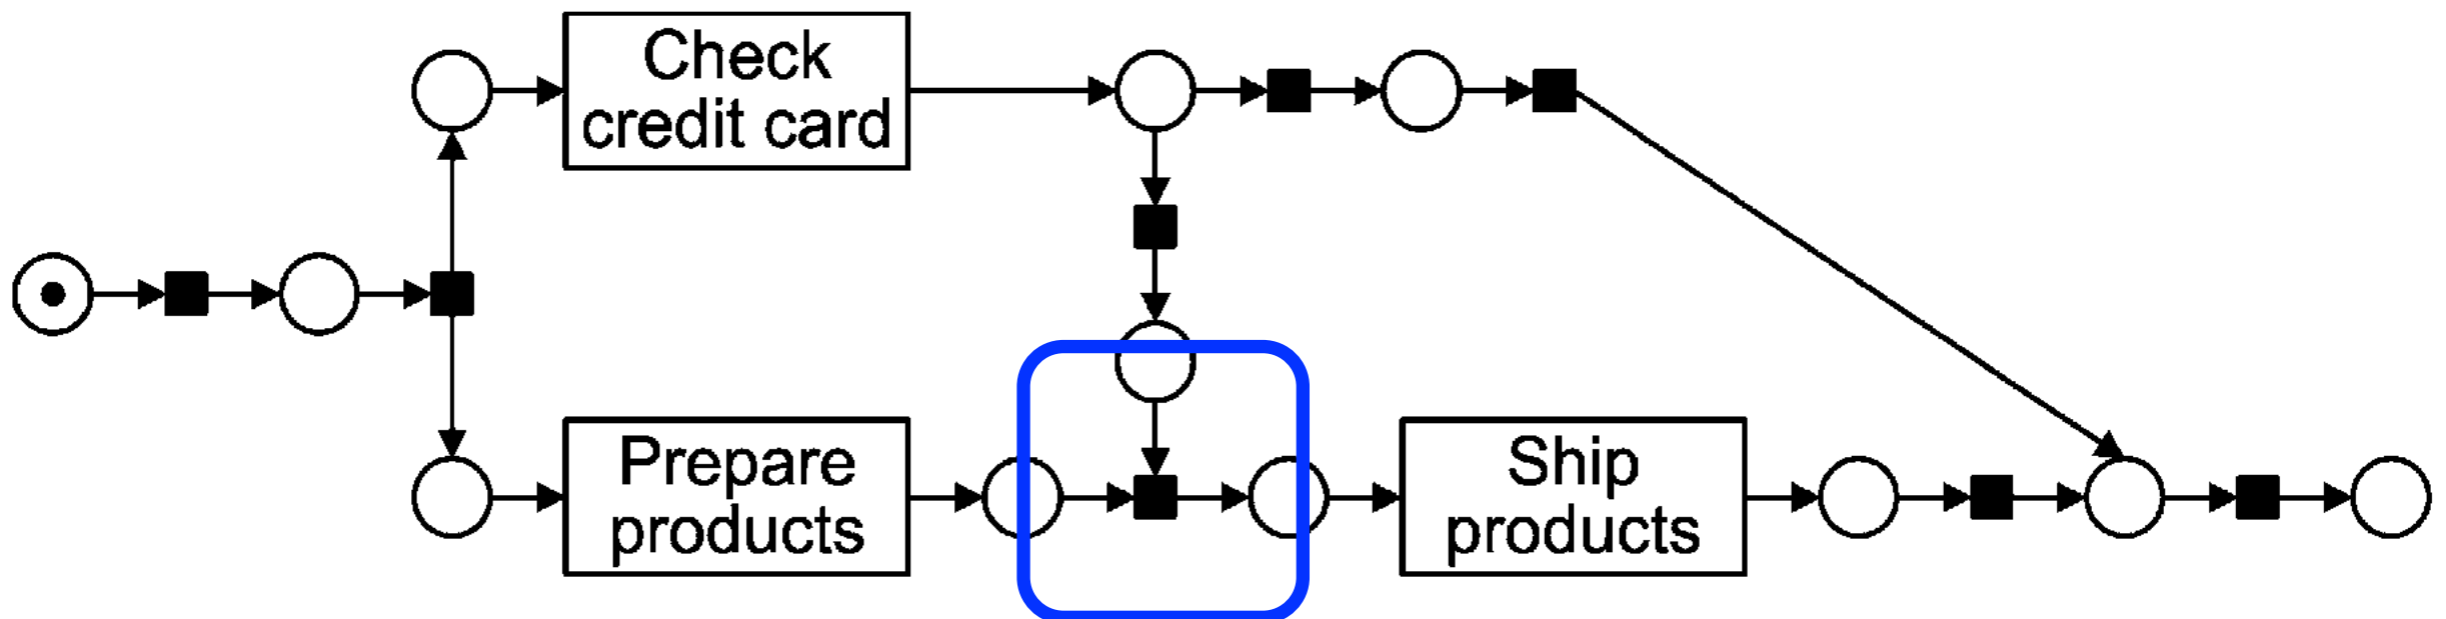 Check
credit card
Prepare
products
Ship
products